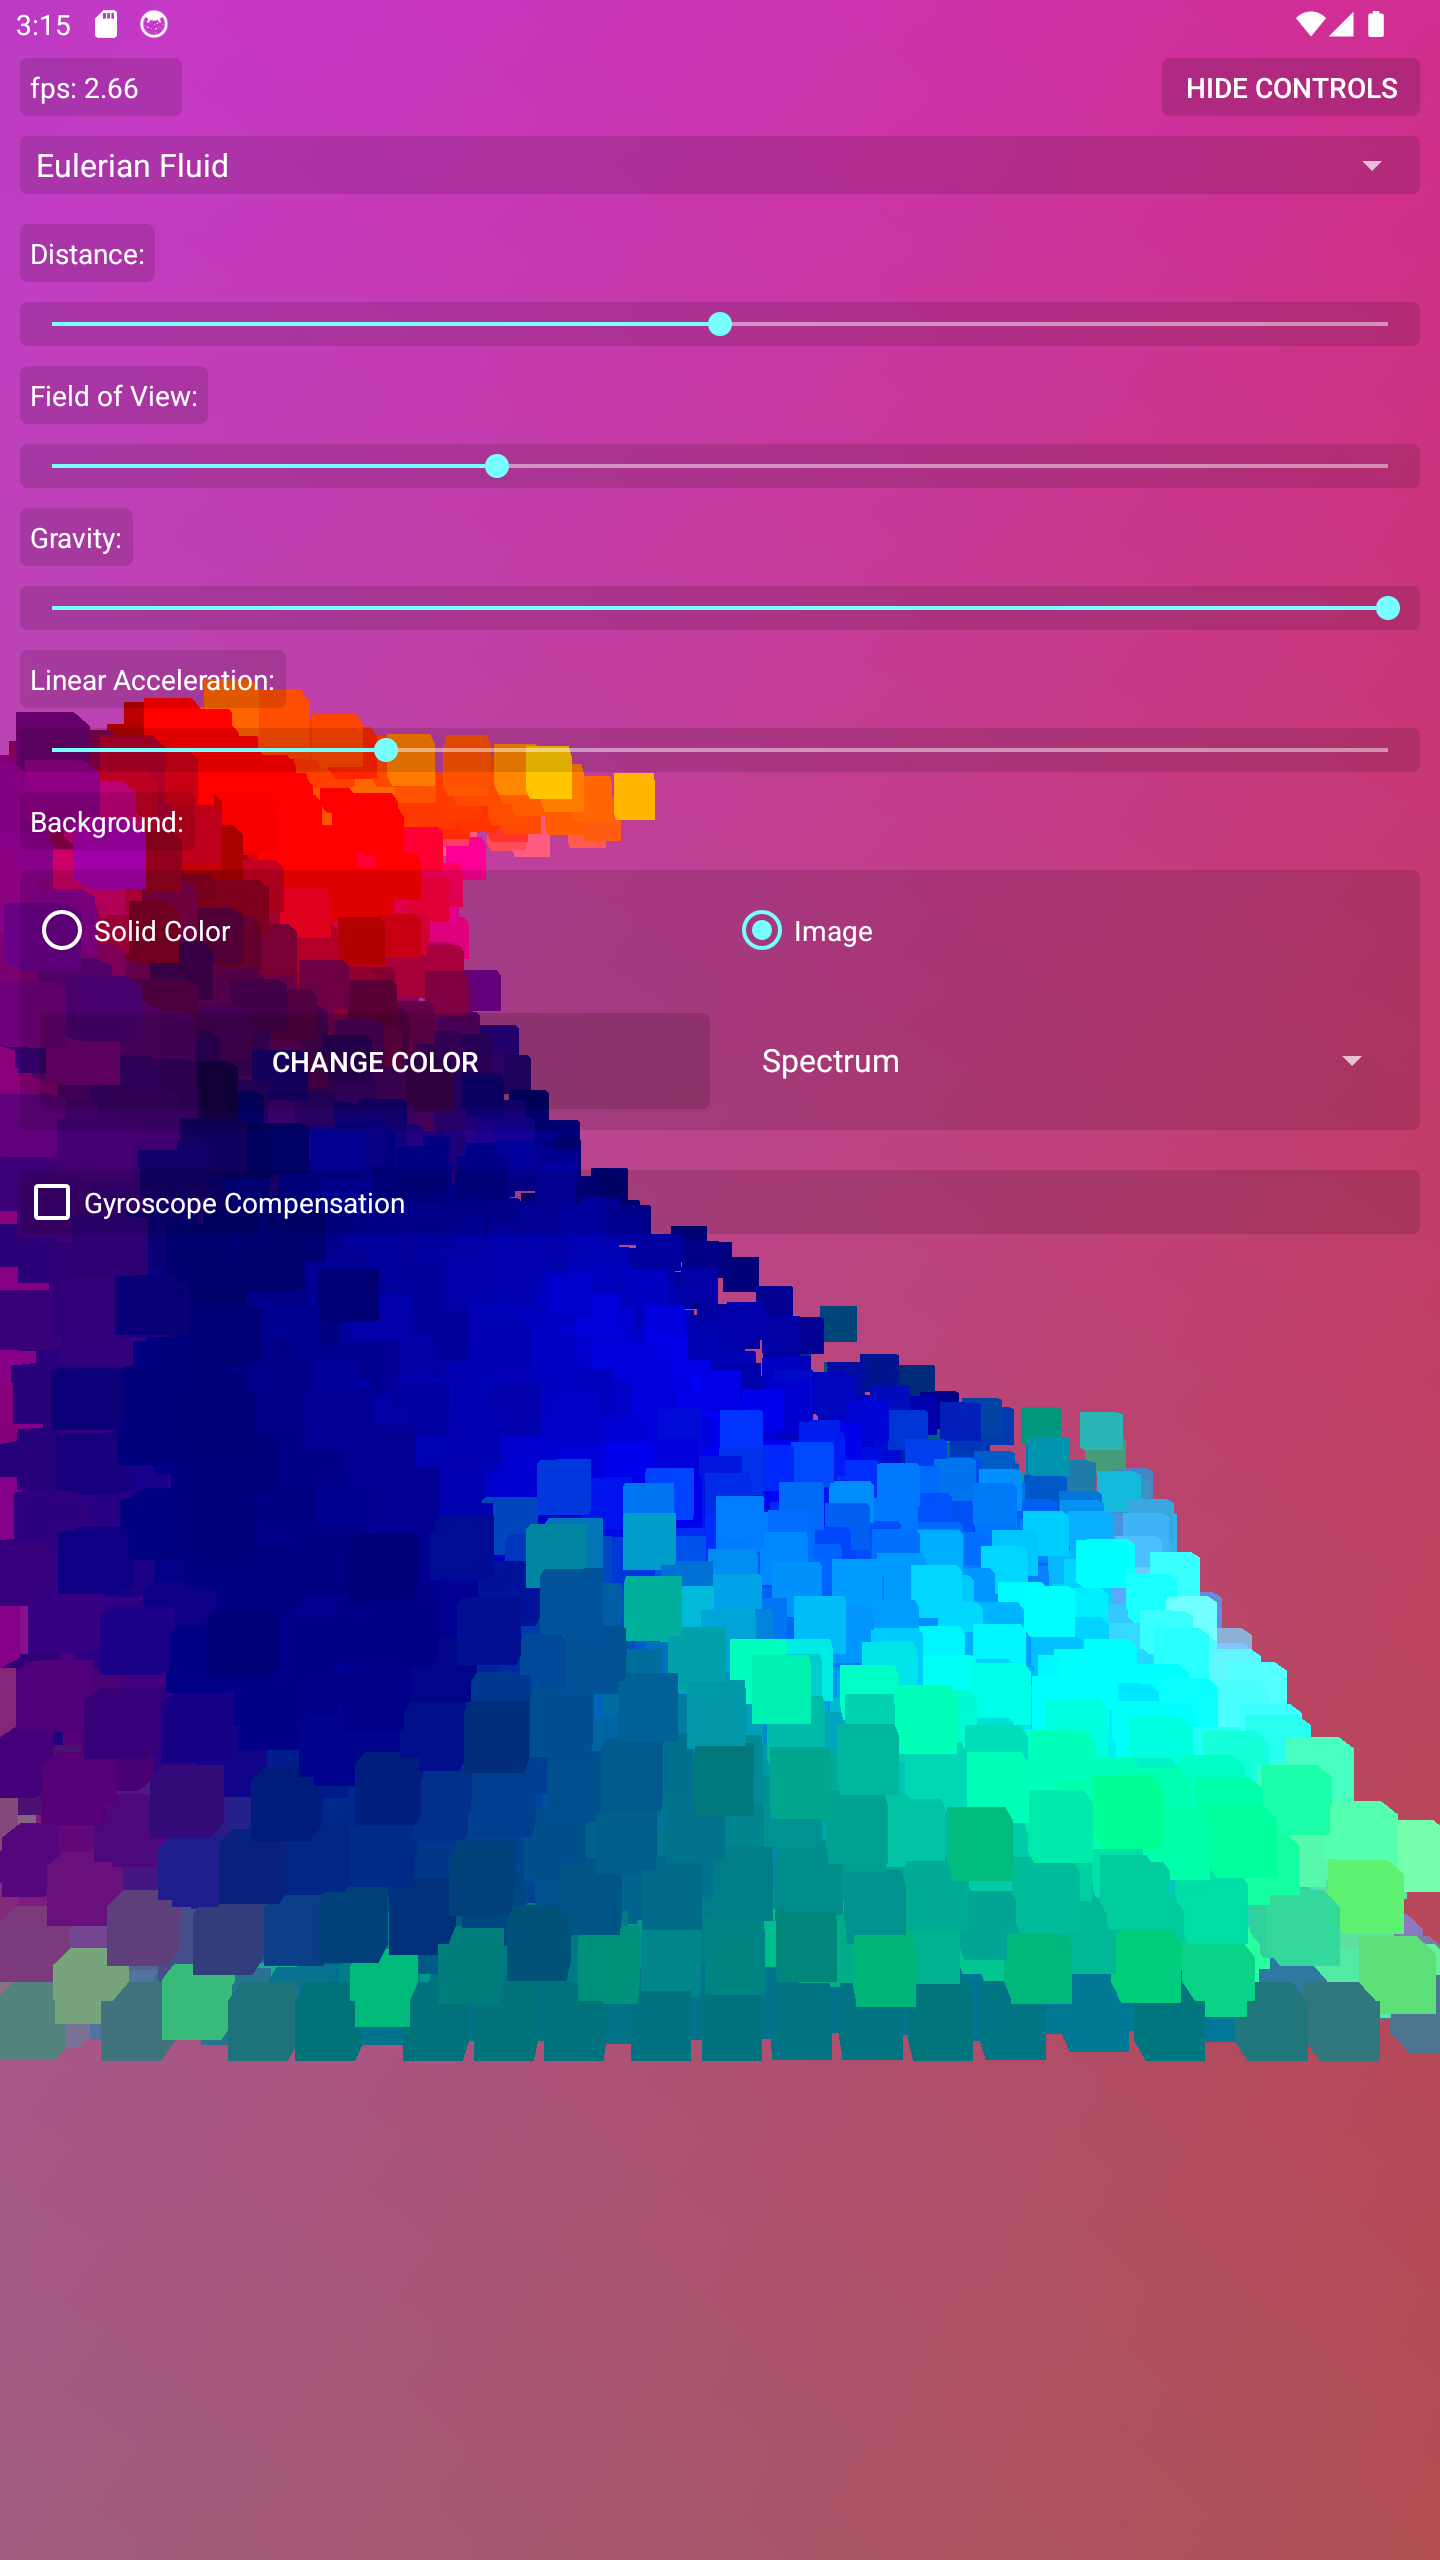 3:15
fps: 2.66
HIDE CONTROLS
Eulerian Fluid
Distance:
Field of View:
Gravity:
Linear Acceleration:
Background:
Solid Color
Image
CHANGE COLOR
Spectrum
Gyroscope Compensation